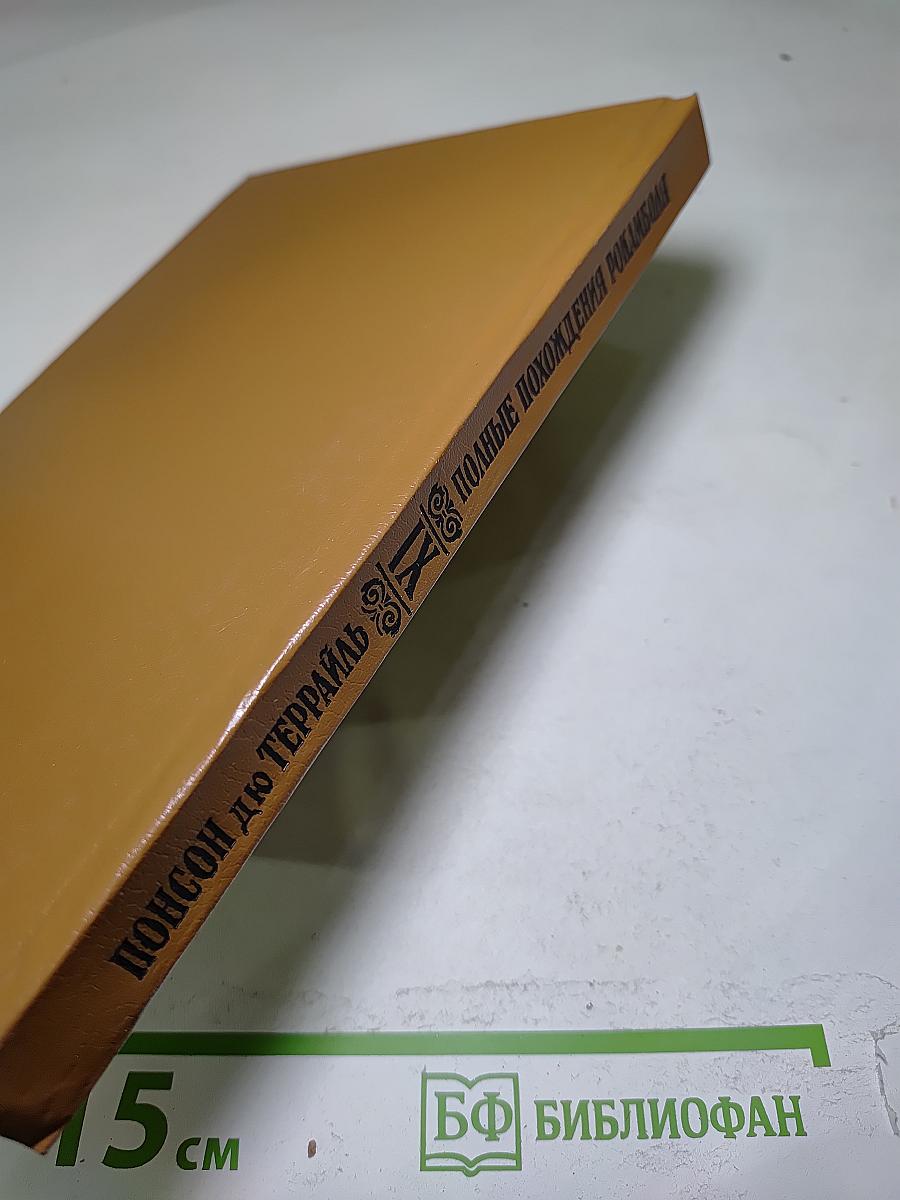 ПОНСОН дю ТЕРРАЙЛЬ
IX
ПОЛНЫЕ ПОХОЖДЕНИЯ РОКАМБОЛЯ
15 см
БФ БИБЛИОФАН